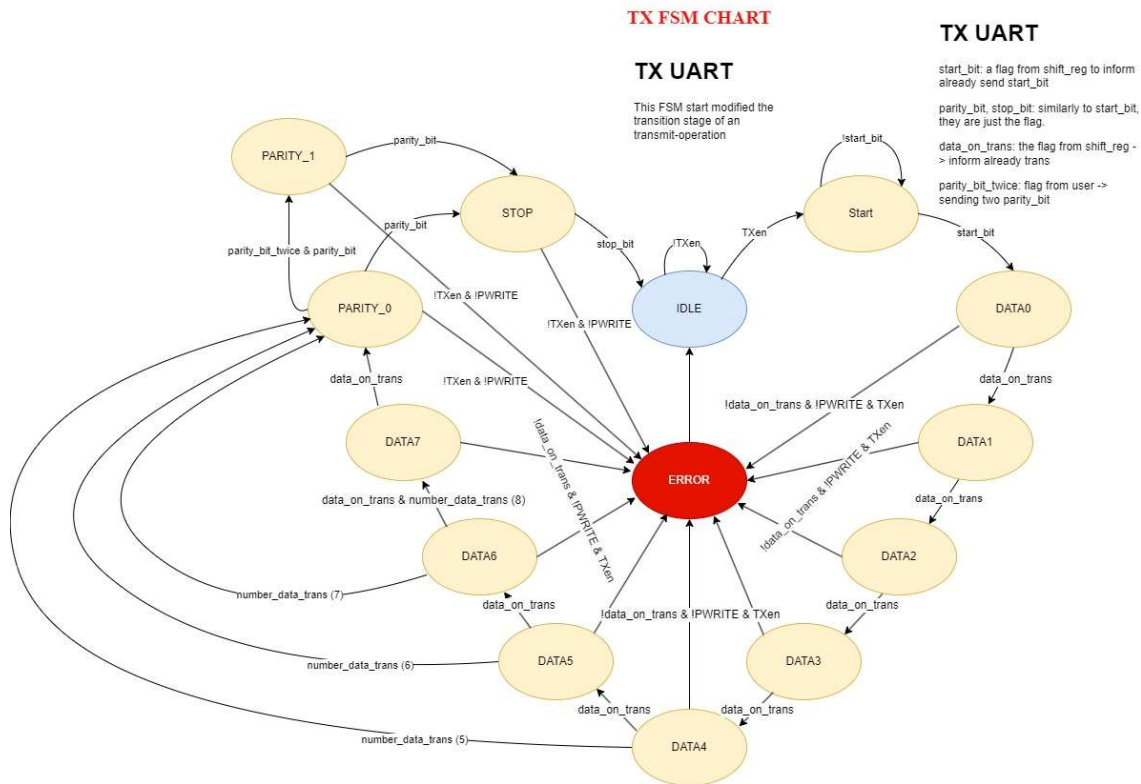 TX FSM CHART
TX UART
This FSM start modified the
transition stage of an
transmit-operation
TX UART
start_bit: a flag from shift_reg to inform
already send start_bit
parity_bit, stop_bit: similarly to start_bit,
they are just the flag.
data_on_trans: the flag from shift_reg -
> inform already trans
parity_bit_twice: flag from user ->
sending two parity_bit
!start_bit
parity_bit
PARITY_1
STOP
Start
parity_bit
TXen
start_bit
stop_bit
!TXen
parity_bit_twice & parity_bit
!TXen & !PWRITE
PARITY_0
IDLE
DATA0
!TXen & !PWRITE
data_on_trans
!TXen & !PWRITE
data_on_trans
!data_on_trans & !PWRITE & TXen
DATA7
DATA1
!data_on_trans & !PWRITE & TXen
!data_on_trans & !PWRITE & TXen
ERROR
data_on_trans & number_data_trans (8)
data_on_trans
DATA6
DATA2
number_data_trans (7)
data_on_trans
!data_on_trans & !PWRITE & TXen
data_on_trans
number_data_trans (6)
DATA5
DATA3
data_on_trans
data_on_trans
number_data_trans (5)
DATA4